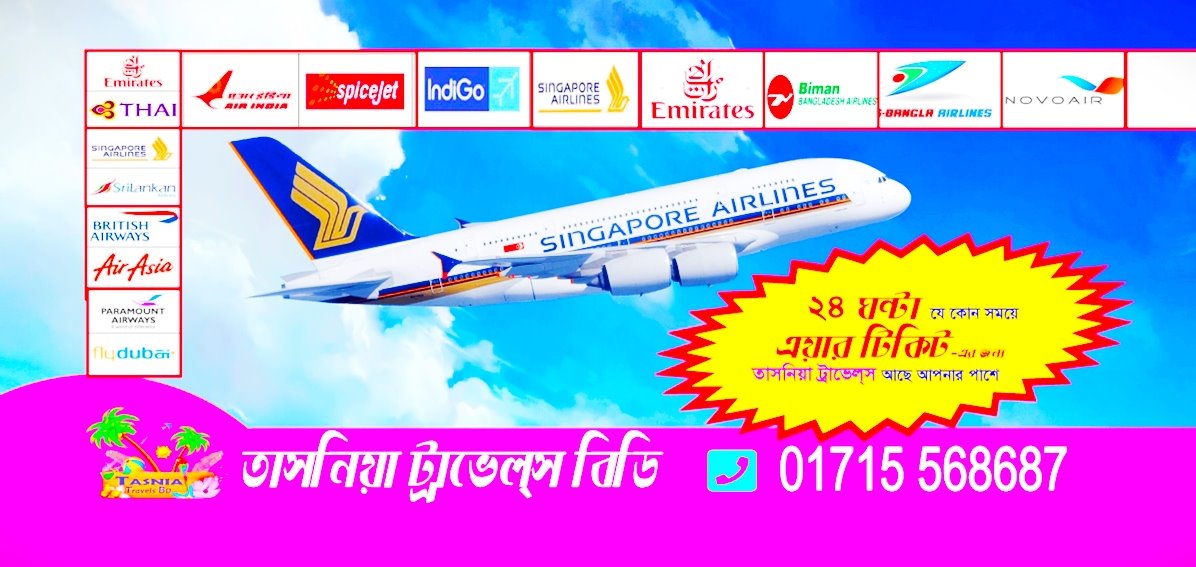 Emirates
THAI
एअर इंडिया
AIR INDIA
spicejet
IndiGo
SINGAPORE
AIRLINES
Emirates
Biman
BANGLADESH AIRLINES
S-BANGLA AIRLINES
NOVOAIR
SINGAPORE
AIRLINES
SriLankan
BRITISH
AIRWAYS
AirAsia
PARAMOUNT
AIRWAYS
flydubai
SINGAPORE AIRLINES
২৪ ঘন্টা যে কোন সময়ে
এয়ার টিকিট-এর জন্য
তাসনিয়া ট্রাভেল্‌স আছে আপনার পাশে
TASNIA
Travels BD
তাসনিয়া ট্রাভেল্‌স বিডি
01715 568687